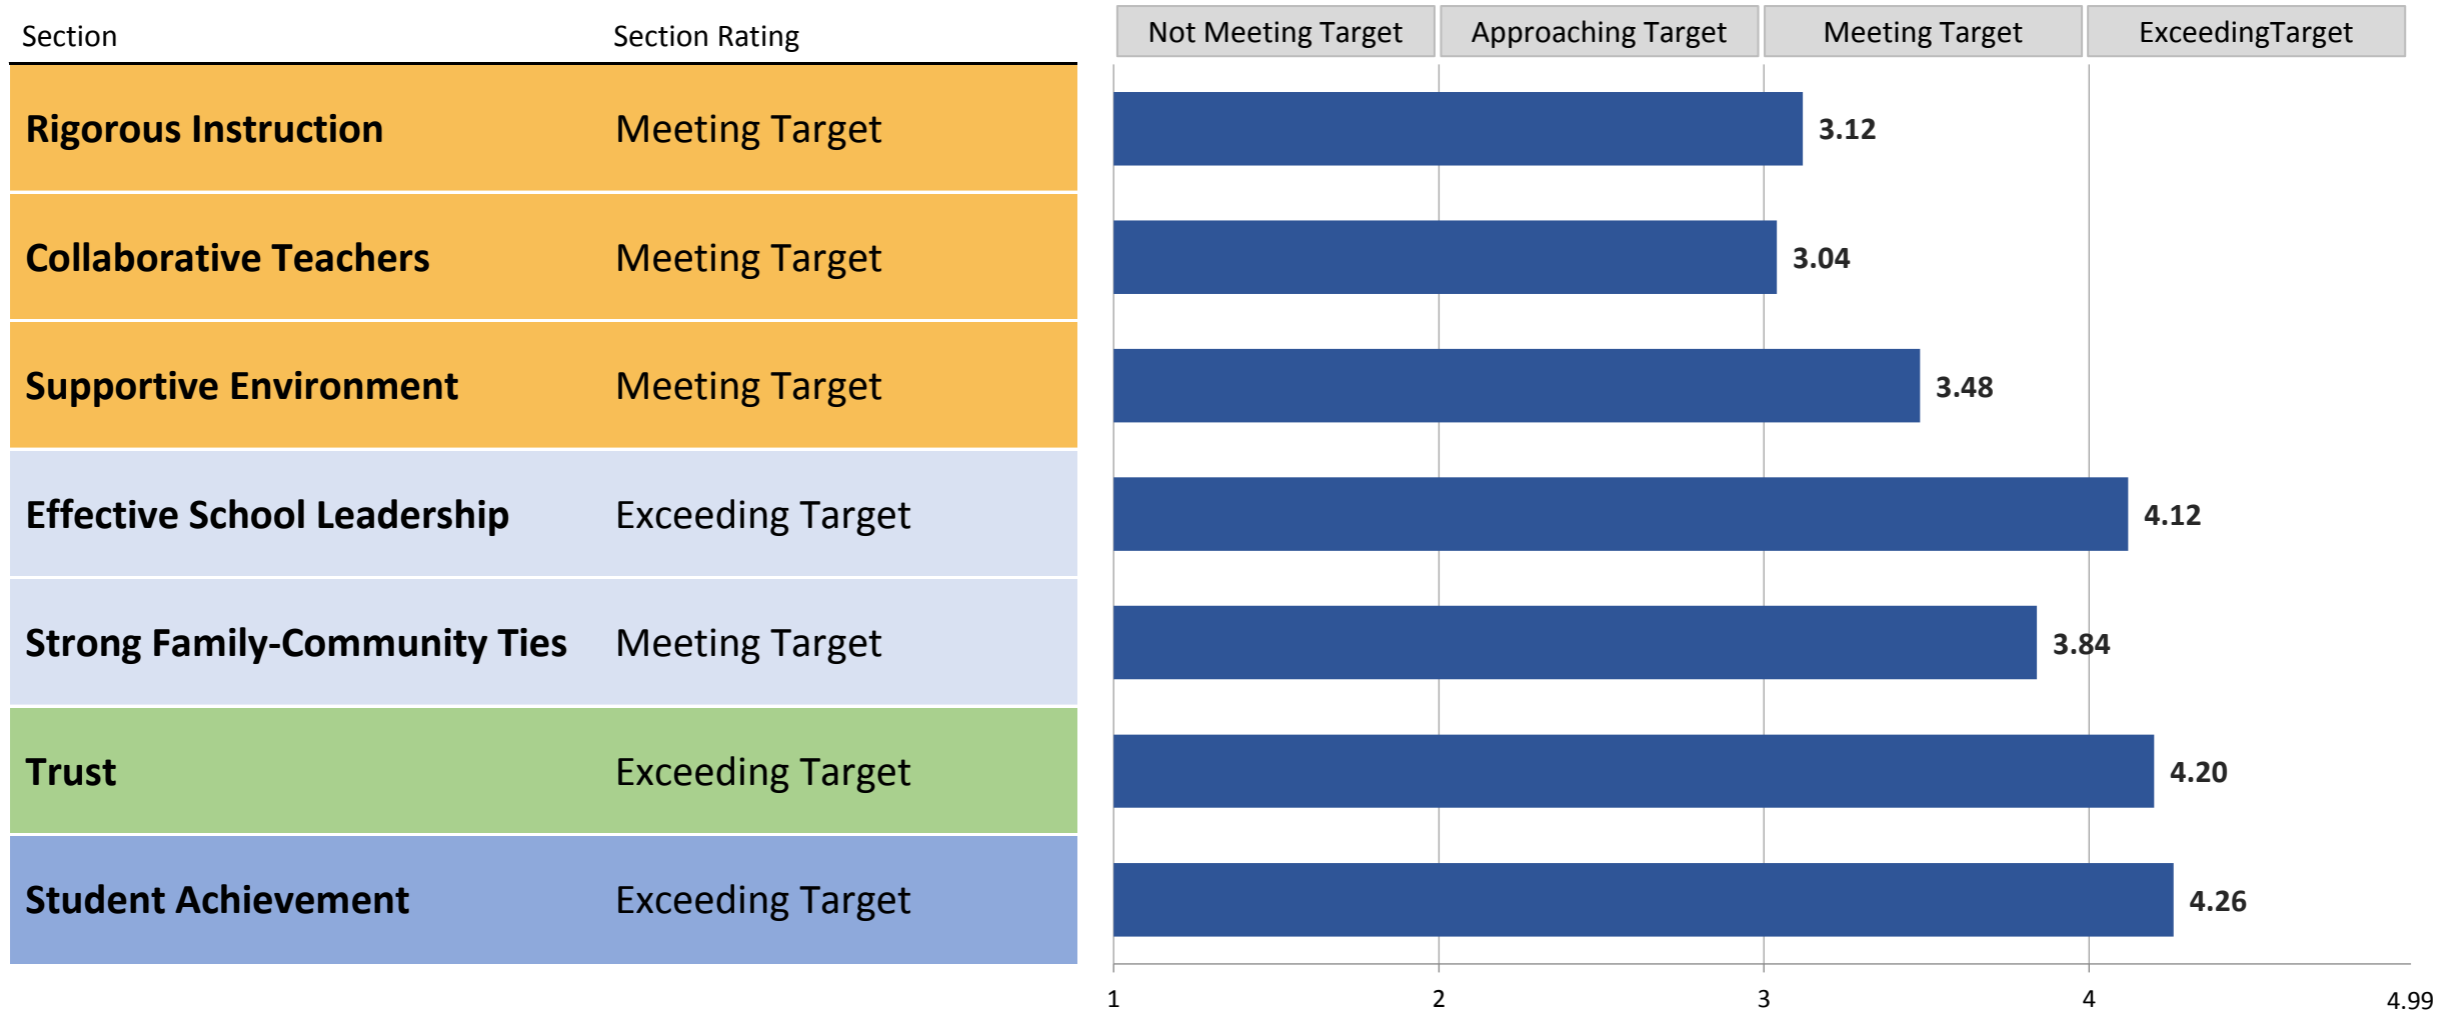 Section Section Rating Not Meeting Target Approaching Target Meeting Target ExceedingTarget
Rigorous Instruction Meeting Target 3.12
Collaborative Teachers Meeting Target 3.04
Supportive Environment Meeting Target 3.48
Effective School Leadership Exceeding Target 4.12
Strong Family-Community Ties Meeting Target 3.84
Trust Exceeding Target 4.20
Student Achievement Exceeding Target 4.26
1 2 3 4 4.99